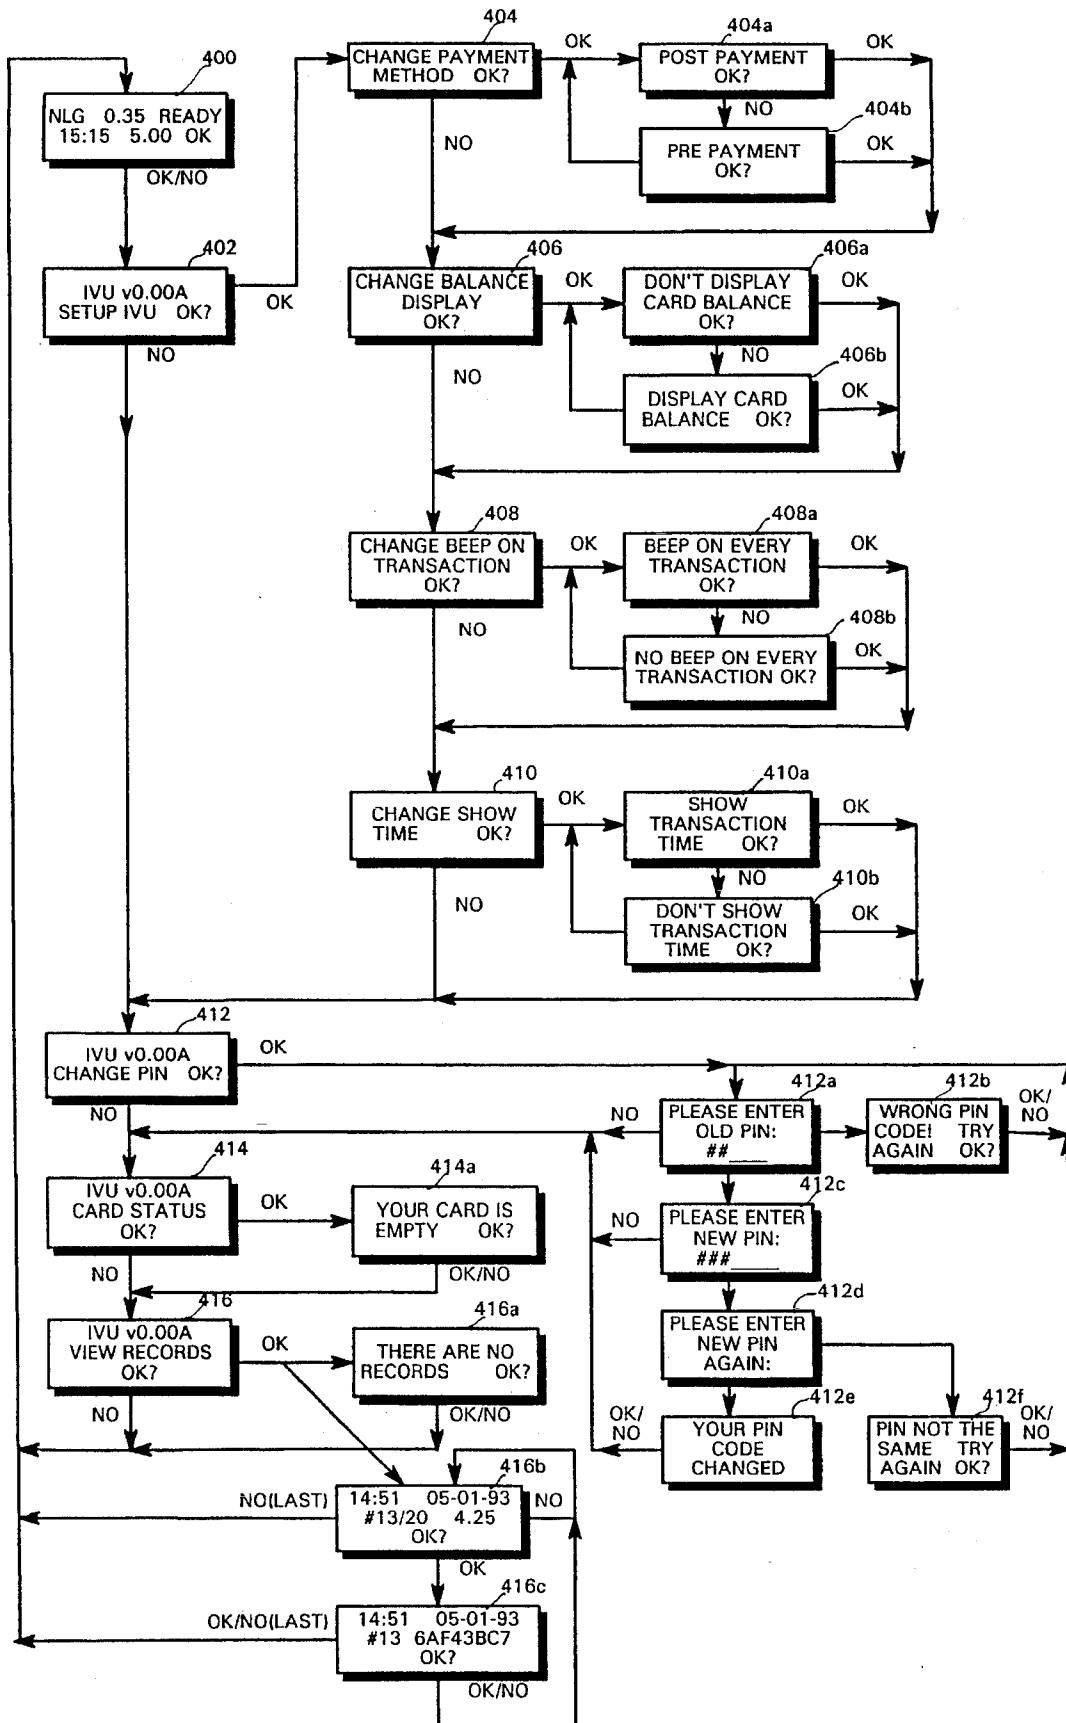 400
NLG 0.35 READY
15:15 5.00 OK
OK/NO
402
IVU v0.00A
SETUP IVU OK?
OK
NO
404
CHANGE PAYMENT
METHOD OK?
OK
NO
404a
POST PAYMENT
OK?
OK
NO
404b
PRE PAYMENT
OK?
OK
406
CHANGE BALANCE
DISPLAY
OK?
OK
NO
406a
DON'T DISPLAY
CARD BALANCE
OK?
OK
NO
406b
DISPLAY CARD
BALANCE OK?
OK
408
CHANGE BEEP ON
TRANSACTION
OK?
OK
NO
408a
BEEP ON EVERY
TRANSACTION
OK?
OK
NO
408b
NO BEEP ON EVERY
TRANSACTION OK?
OK
410
CHANGE SHOW
TIME OK?
OK
NO
410a
SHOW
TRANSACTION
TIME OK?
OK
NO
410b
DON'T SHOW
TRANSACTION
TIME OK?
OK
412
IVU v0.00A
CHANGE PIN OK?
OK
NO
412a
PLEASE ENTER
OLD PIN:
##___
NO
412b
WRONG PIN
CODE! TRY
AGAIN OK?
OK/
NO
412c
PLEASE ENTER
NEW PIN:
###____
NO
412d
PLEASE ENTER
NEW PIN
AGAIN:
412e
YOUR PIN
CODE
CHANGED
OK/
NO
412f
PIN NOT THE
SAME TRY
AGAIN OK?
OK/
NO
414
IVU v0.00A
CARD STATUS
OK?
OK
NO
414a
YOUR CARD IS
EMPTY OK?
OK/NO
416
IVU v0.00A
VIEW RECORDS
OK?
OK
NO
416a
THERE ARE NO
RECORDS OK?
OK/NO
416b
14:51 05-01-93
#13/20 4.25
OK?
NO(LAST)
NO
OK
416c
14:51 05-01-93
#13 6AF43BC7
OK?
OK/NO(LAST)
OK/NO